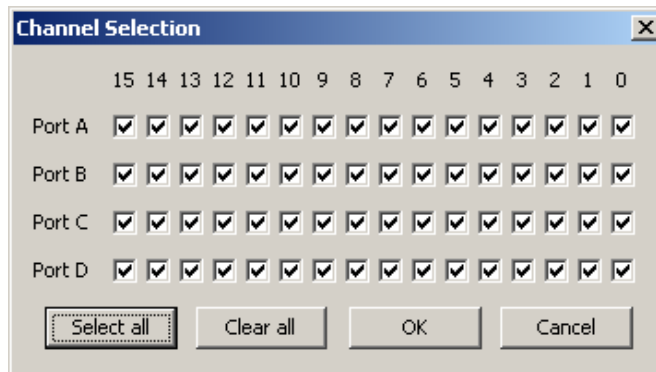 Channel Selection
15 14 13 12 11 10 9 8 7 6 5 4 3 2 1 0
Port A
Port B
Port C
Port D
Select all Clear all OK Cancel